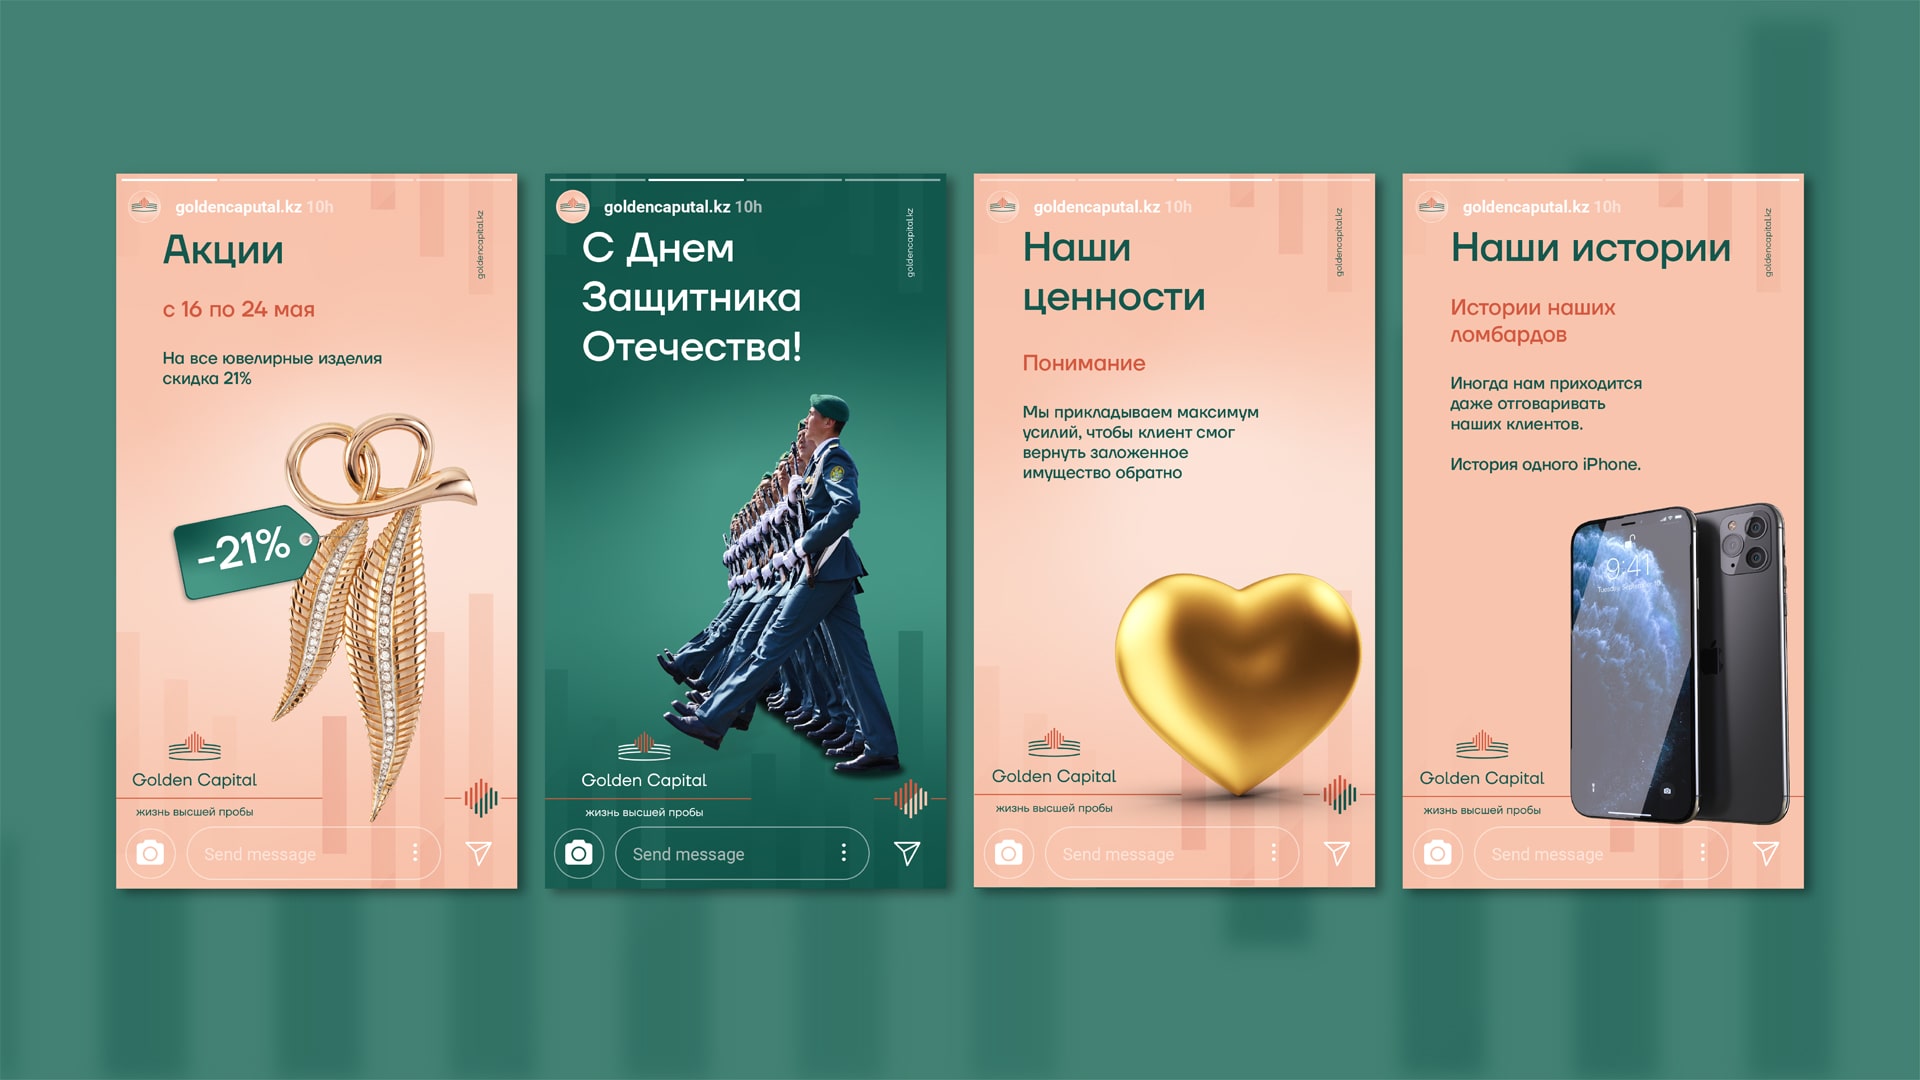 goldencaputal.kz 10h
goldencapital.kz
Акции
с 16 по 24 мая
На все ювелирные изделия
скидка 21%
-21%
Golden Capital
жизнь высшей пробы
Send message
goldencaputal.kz 10h
goldencapital.kz
С Днем
Защитника
Отечества!
Golden Capital
жизнь высшей пробы
Send message
goldencaputal.kz 10h
goldencapital.kz
Наши
ценности
Понимание
Мы прикладываем максимум
усилий, чтобы клиент смог
вернуть заложенное
имущество обратно
Golden Capital
жизнь высшей пробы
Send message
goldencaputal.kz 10h
goldencapital.kz
Наши истории
Истории наших
ломбардов
Иногда нам приходится
даже отговаривать
наших клиентов.
История одного iPhone.
9:41
Golden Capital
жизнь высшей пробы
Send message